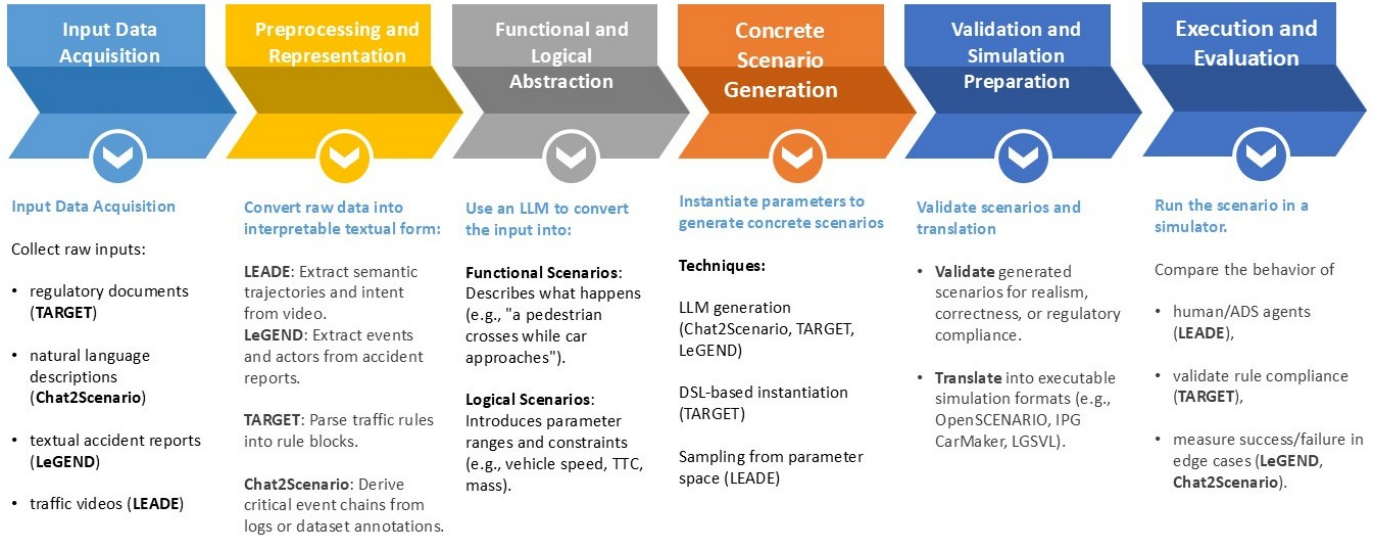 Input Data
Acquisition
Preprocessing and
Representation
Functional and
Logical
Abstraction
Concrete
Scenario
Generation
Validation and
Simulation
Preparation
Execution and
Evaluation
Input Data Acquisition
Collect raw inputs:
• regulatory documents
(TARGET)
• natural language
descriptions
(Chat2Scenario)
• textual accident reports
(LeGEND)
• traffic videos (LEADE)
Convert raw data into
interpretable textual form:
LEADE: Extract semantic
trajectories and intent
from video.
LeGEND: Extract events
and actors from accident
reports.
TARGET: Parse traffic rules
into rule blocks.
Chat2Scenario: Derive
critical event chains from
logs or dataset annotations.
Use an LLM to convert
the input into:
Functional Scenarios:
Describes what happens
(e.g., "a pedestrian
crosses while car
approaches").
Logical Scenarios:
Introduces parameter
ranges and constraints
(e.g., vehicle speed, TTC,
mass).
Instantiate parameters to
generate concrete scenarios
Techniques:
LLM generation
(Chat2Scenario, TARGET,
LeGEND)
DSL-based instantiation
(TARGET)
Sampling from parameter
space (LEADE)
Validate scenarios and
translation
• Validate generated
scenarios for realism,
correctness, or regulatory
compliance.
• Translate into executable
simulation formats (e.g.,
OpenSCENARIO, IPG
CarMaker, LGSVL).
Run the scenario in a
simulator.
Compare the behavior of
• human/ADS agents
(LEADE),
• validate rule compliance
(TARGET),
• measure success/failure in
edge cases (LeGEND,
Chat2Scenario).